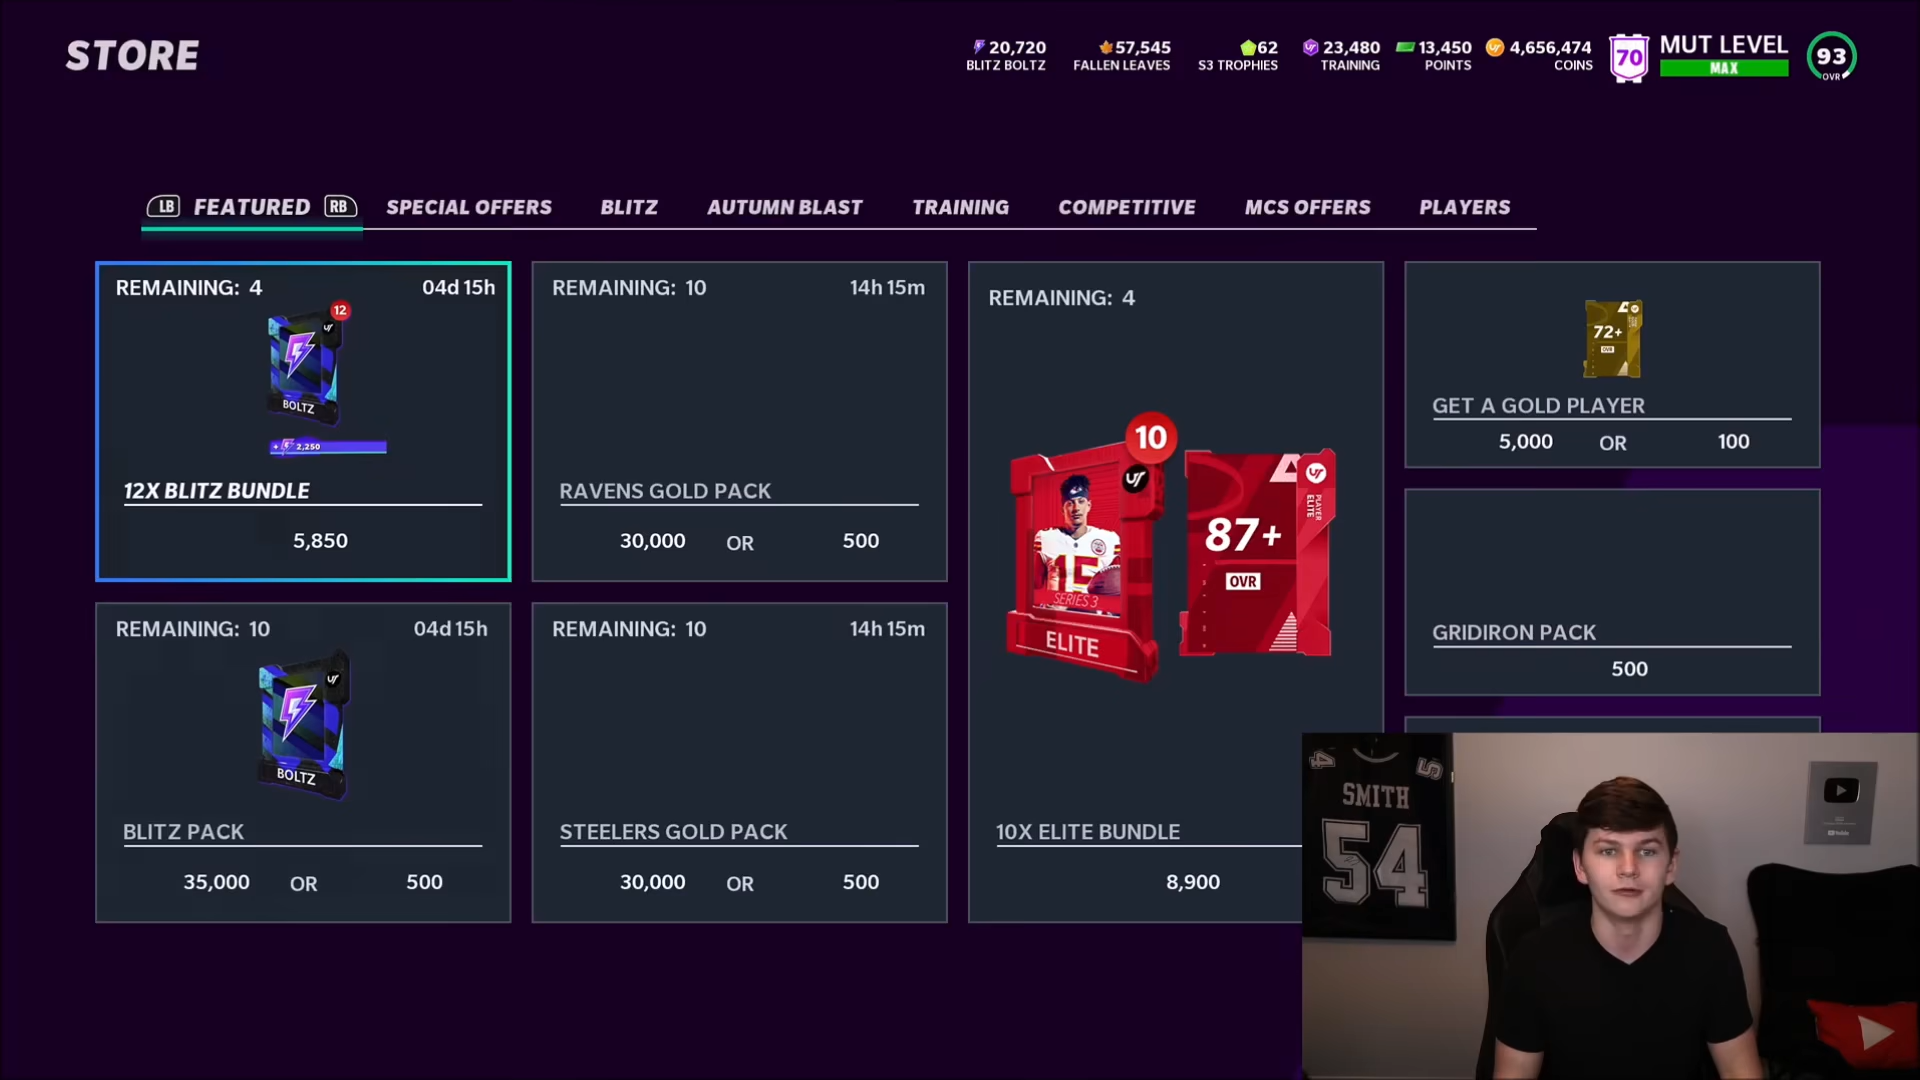 STORE
20,720
BLITZ BOLTZ
57,545
FALLEN LEAVES
62
S3 TROPHIES
23,480
TRAINING
13,450
POINTS
4,656,474
COINS
70
MUT LEVEL
MAX
93
OVR
LB FEATURED RB
SPECIAL OFFERS
BLITZ
AUTUMN BLAST
TRAINING
COMPETITIVE
MCS OFFERS
PLAYERS
REMAINING: 4 04d 15h
12
BOLTZ
+ 2,250
12X BLITZ BUNDLE
5,850
REMAINING: 10 14h 15m
RAVENS GOLD PACK
30,000 OR 500
REMAINING: 4
10
15
SERIES 3
ELITE
87+
OVR
PLAYER
ELITE
10X ELITE BUNDLE
8,900
72+
OVR
GET A GOLD PLAYER
5,000 OR 100
GRIDIRON PACK
500
REMAINING: 10 04d 15h
BOLTZ
BLITZ PACK
35,000 OR 500
REMAINING: 10 14h 15m
STEELERS GOLD PACK
30,000 OR 500
SMITH
54